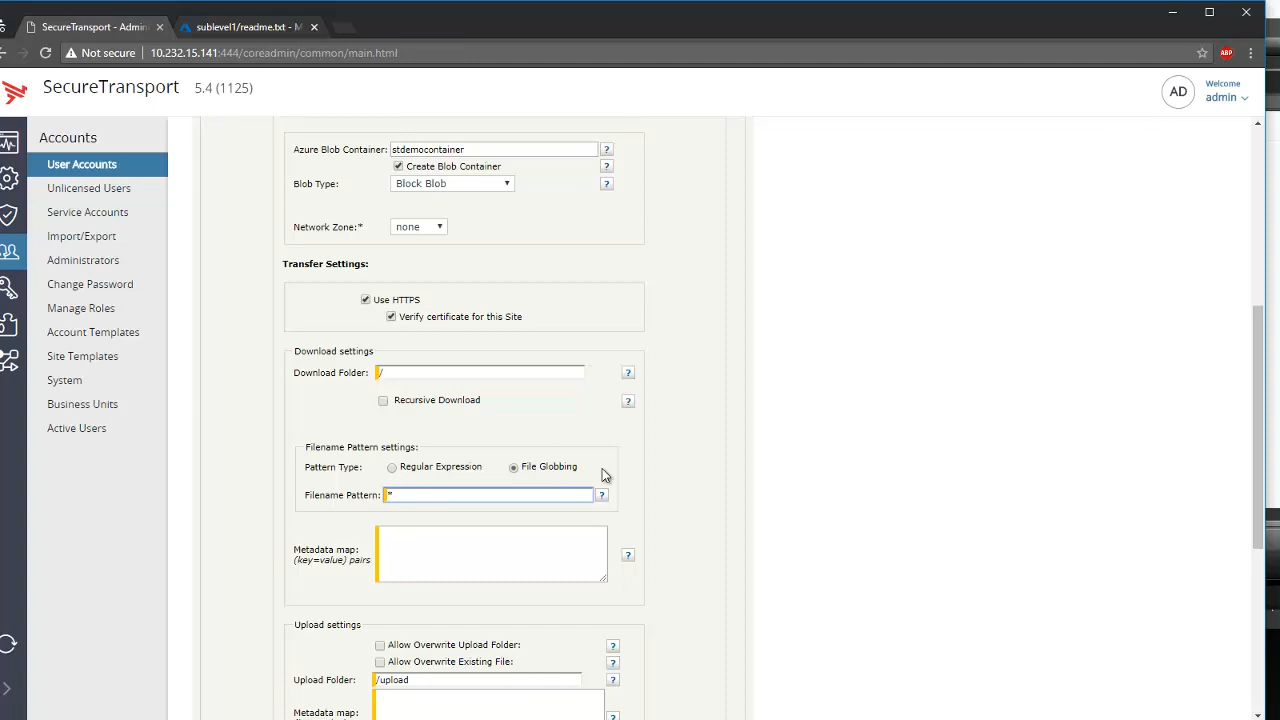 SecureTransport - Admin
sublevel1/readme.txt - M
Not secure 10.232.15.141:444/coreadmin/common/main.html
ABP
SecureTransport 5.4 (1125)
AD
Welcome
admin
Accounts
User Accounts
Unlicensed Users
Service Accounts
Import/Export
Administrators
Change Password
Manage Roles
Account Templates
Site Templates
System
Business Units
Active Users
Azure Blob Container: stdemocontainer ?
Create Blob Container ?
Blob Type: Block Blob ?
Network Zone:* none
Transfer Settings:
Use HTTPS
Verify certificate for this Site
Download settings
Download Folder: / ?
Recursive Download ?
Filename Pattern settings:
Pattern Type: Regular Expression File Globbing
Filename Pattern: * ?
Metadata map:
(key=value) pairs ?
Upload settings
Allow Overwrite Upload Folder: ?
Allow Overwrite Existing File: ?
Upload Folder: /upload ?
Metadata map: ?